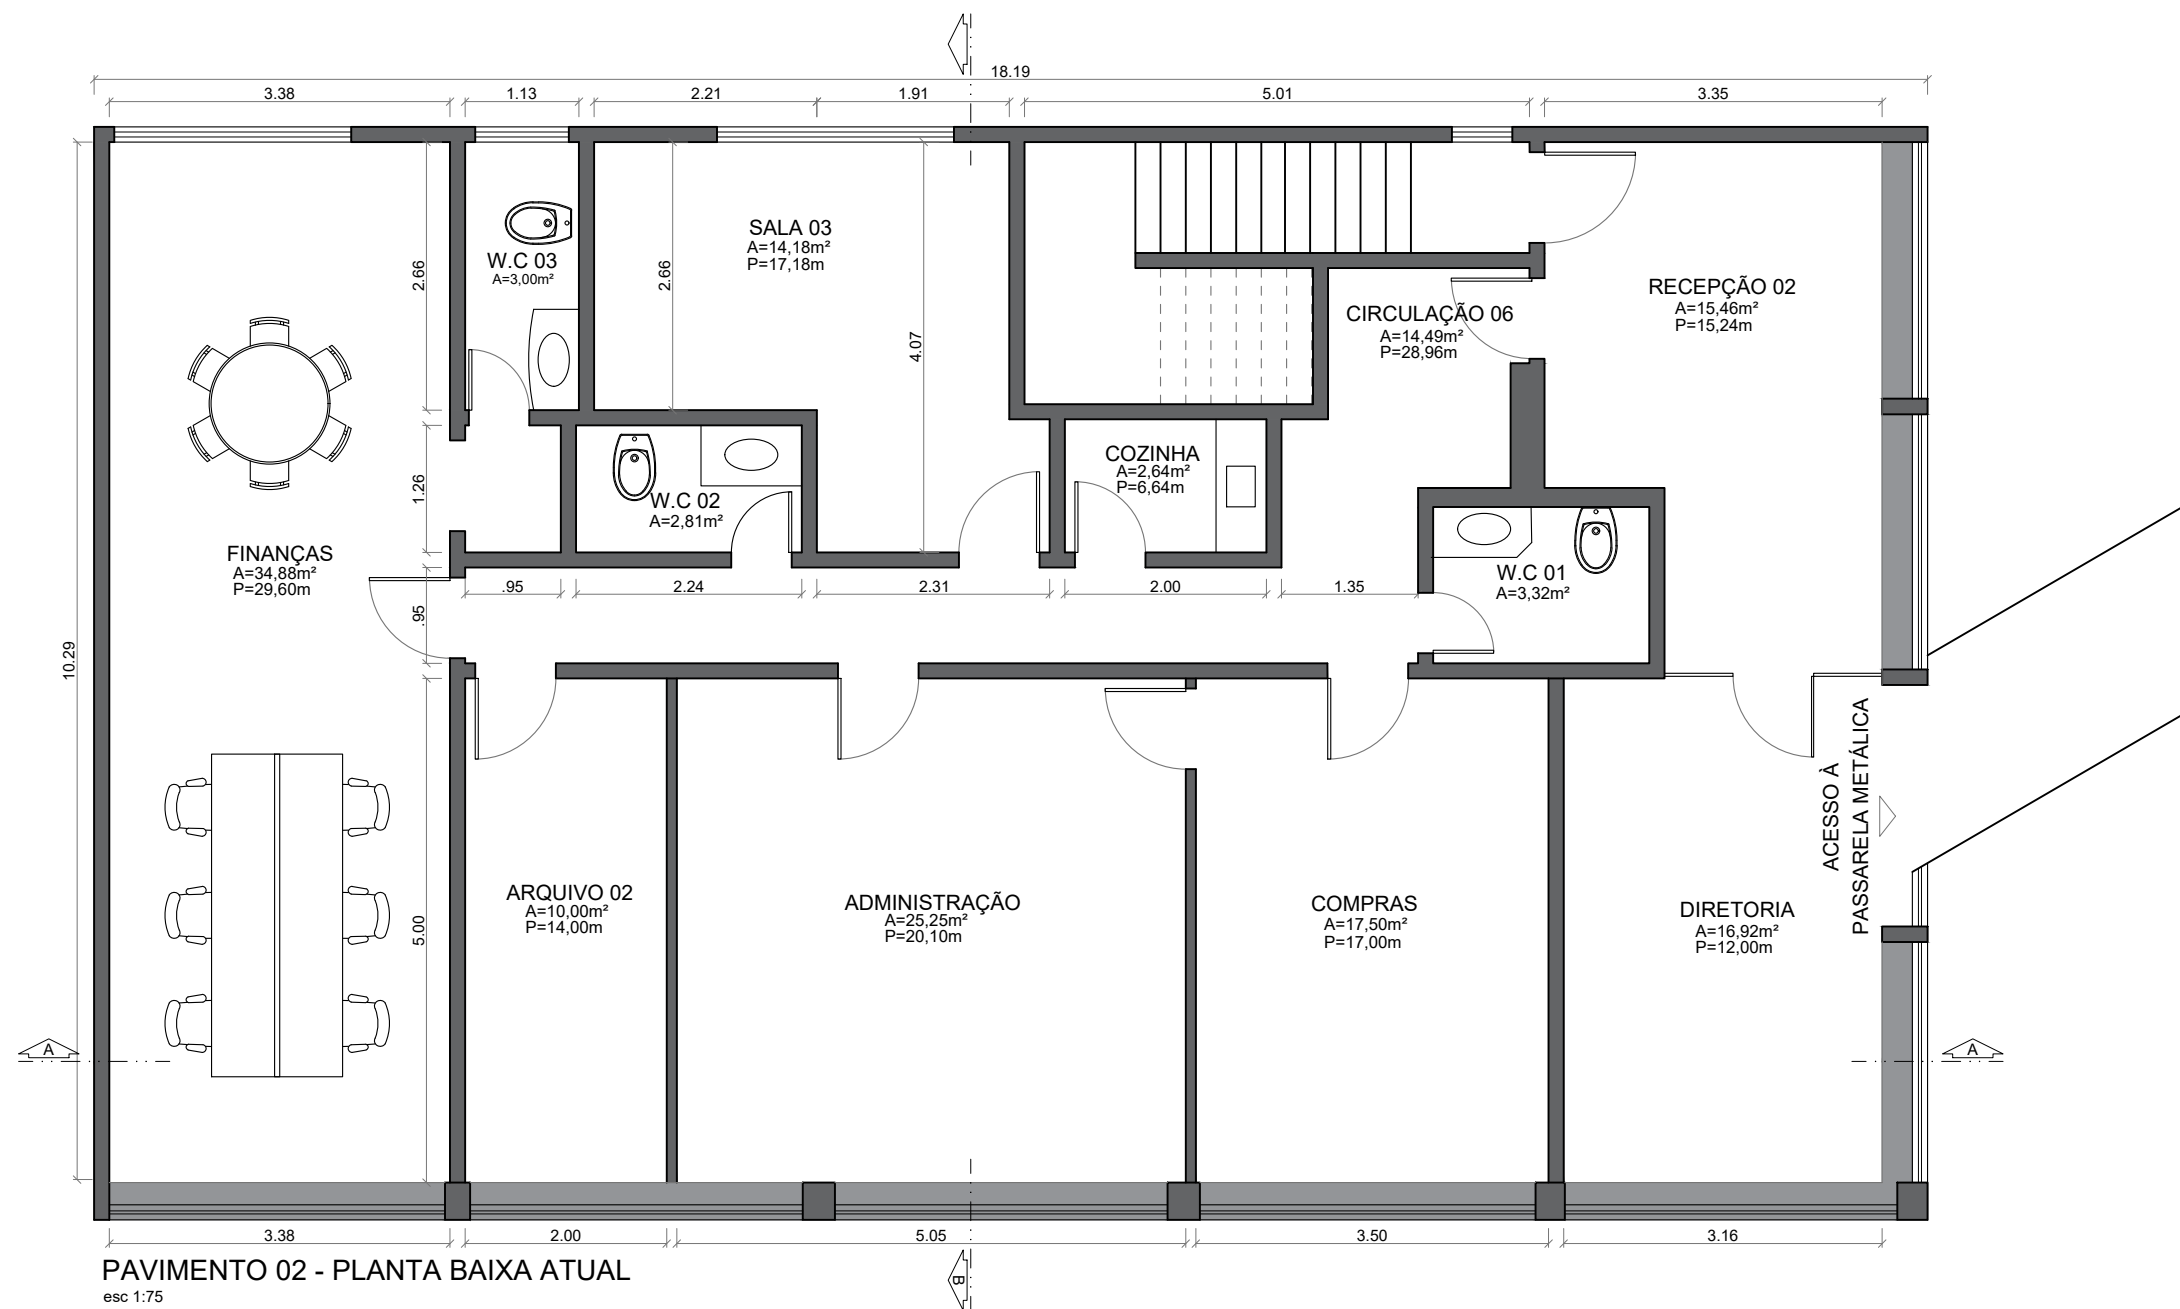 18.19
3.38
1.13
2.21
1.91
5.01
3.35
2.66
W.C 03
A=3,00m²
2.66
SALA 03
A=14,18m²
P=17,18m
4.07
CIRCULAÇÃO 06
A=14,49m²
P=28,96m
RECEPÇÃO 02
A=15,46m²
P=15,24m
1.26
W.C 02
A=2,81m²
COZINHA
A=2,64m²
P=6,64m
FINANÇAS
A=34,88m²
P=29,60m
W.C 01
A=3,32m²
.95
.95
2.24
2.31
2.00
1.35
10.29
ACESSO À
PASSARELA METÁLICA
5.00
ARQUIVO 02
A=10,00m²
P=14,00m
ADMINISTRAÇÃO
A=25,25m²
P=20,10m
COMPRAS
A=17,50m²
P=17,00m
DIRETORIA
A=16,92m²
P=12,00m
A
A
3.38
2.00
5.05
3.50
3.16
B
PAVIMENTO 02 - PLANTA BAIXA ATUAL
esc 1:75